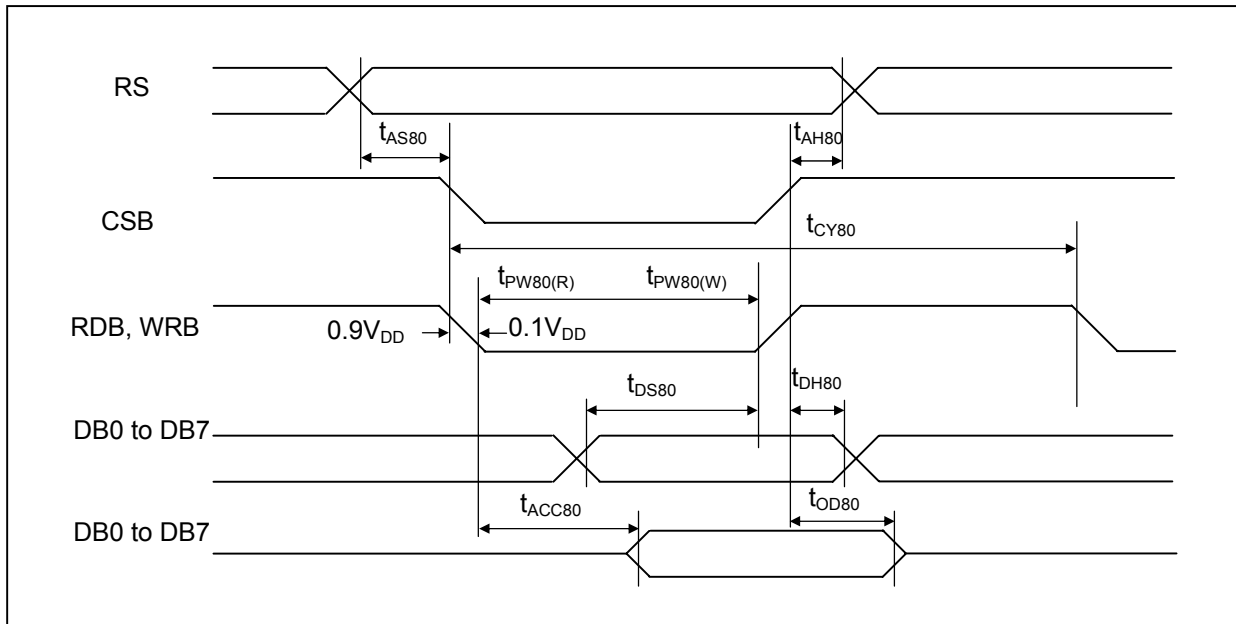 RS
tAS80
tAH80
CSB
tCY80
tPW80(R) tPW80(W)
RDB, WRB
0.9VDD 0.1VDD
tDS80
tDH80
DB0 to DB7
tACC80
tOD80
DB0 to DB7